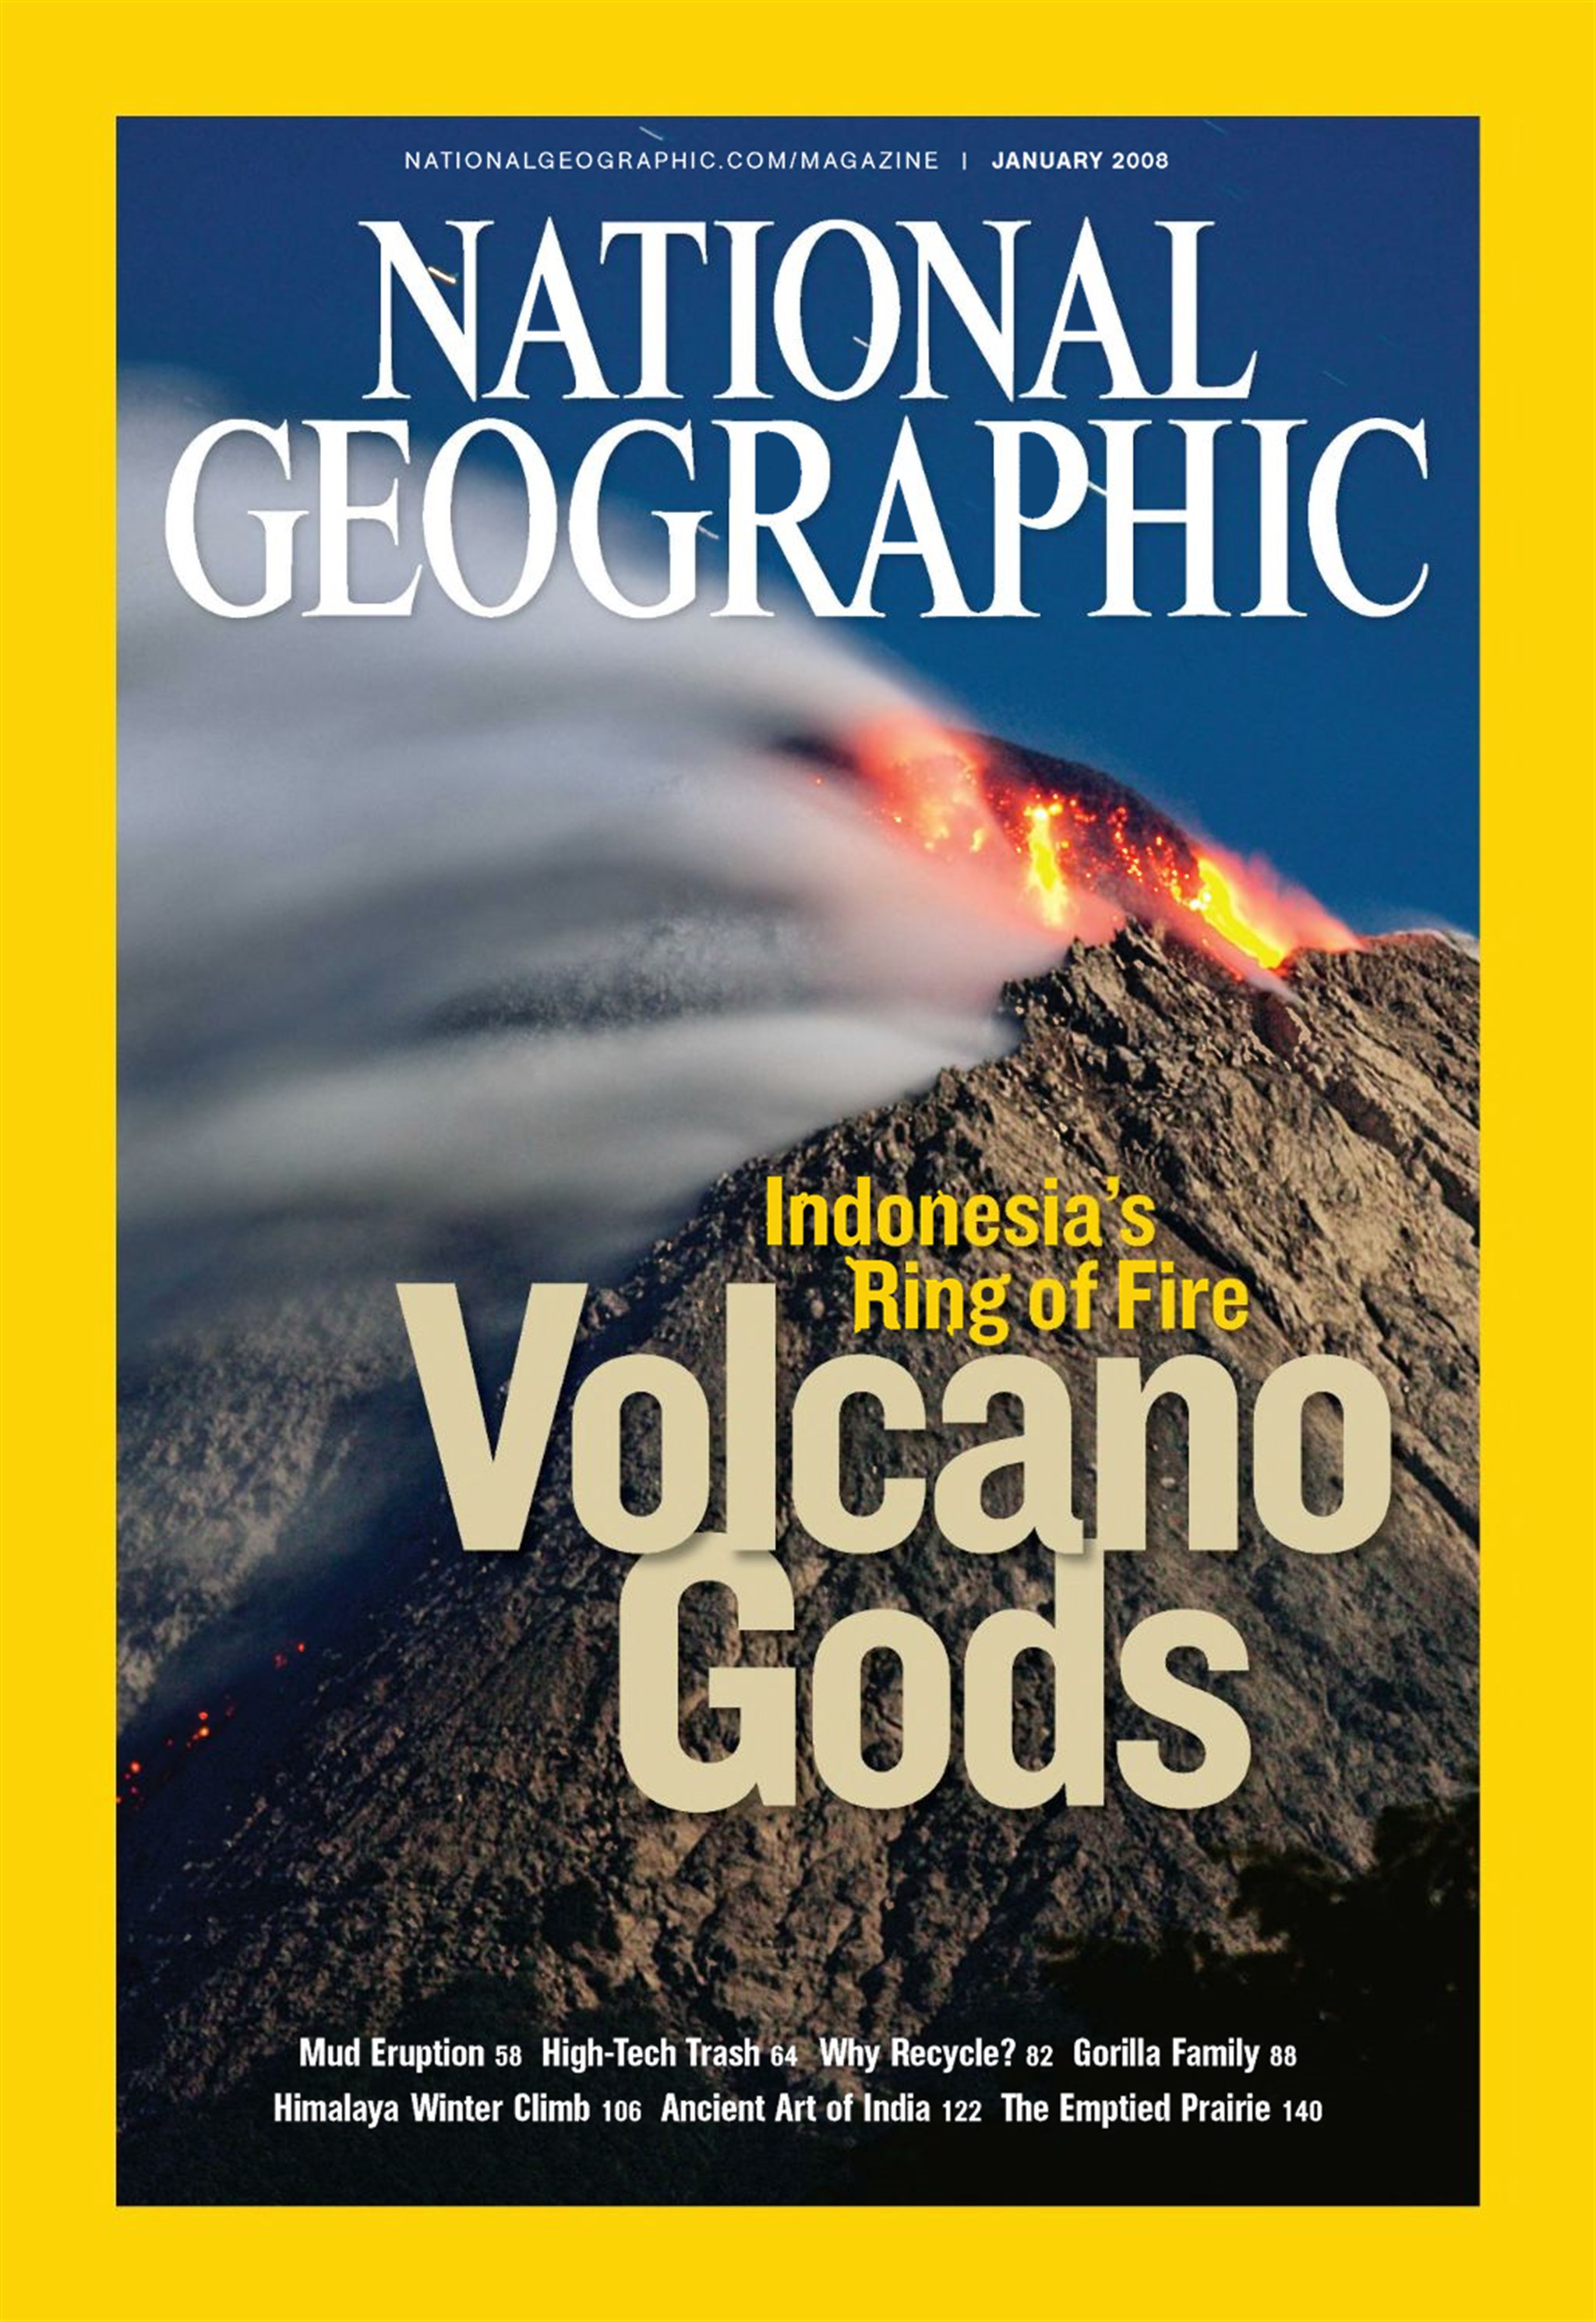 NATIONALGEOGRAPHIC.COM/MAGAZINE | JANUARY 2008
NATIONAL
GEOGRAPHIC
Indonesia's
Ring of Fire
Volcano
Gods
Mud Eruption 58 High-Tech Trash 64 Why Recycle? 82 Gorilla Family 88
Himalaya Winter Climb 106 Ancient Art of India 122 The Emptied Prairie 140